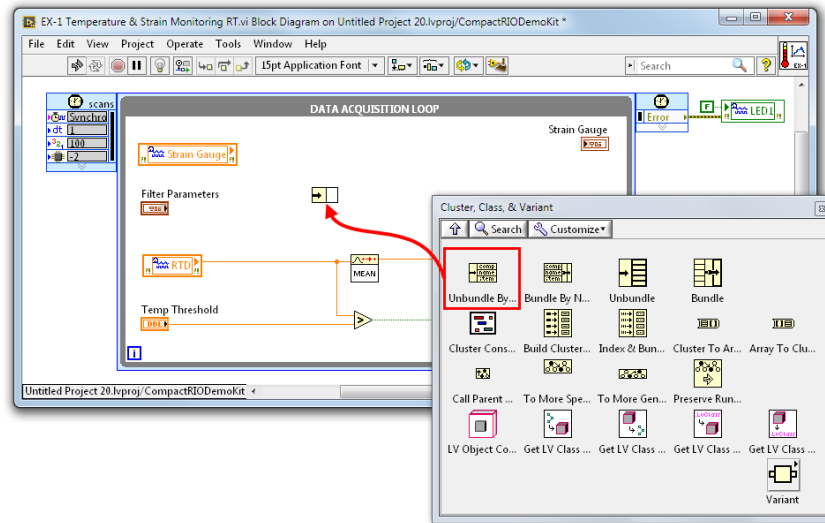 EX-1 Temperature & Strain Monitoring RT.vi Block Diagram on Untitled Project 20.lvproj/CompactRIODemoKit *
File Edit View Project Operate Tools Window Help
15pt Application Font
Search
EX-1
scans
Synchro
dt 1
100
-2
DATA ACQUISITION LOOP
Error
F
LED1
Strain Gauge
Strain Gauge
Filter Parameters
RTD
MEAN
Temp Threshold
DBL
>
i
Untitled Project 20.lvproj/CompactRIODemoKit
Cluster, Class, & Variant
Search Customize
Unbundle By... Bundle By N... Unbundle Bundle
Cluster Cons... Build Cluster... Index & Bun... Cluster To Ar... Array To Clu...
Call Parent ... To More Spe... To More Gen... Preserve Run...
LV Object Co... Get LV Class ... Get LV Class ... Get LV Class ... Get LV Class ...
Variant